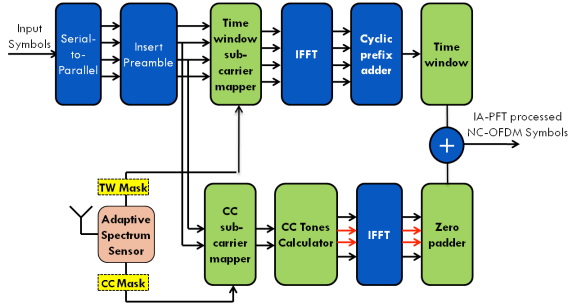 Input
Symbols
Serial-
to-
Parallel
Insert
Preamble
Time
window
sub-
carrier
mapper
IFFT
Cyclic
prefix
adder
Time
window
IA-PFT processed
NC-OFDM Symbols
+
TW Mask
Adaptive
Spectrum
Sensor
CC Mask
CC
sub-
carrier
mapper
CC Tones
Calculator
IFFT
Zero
padder